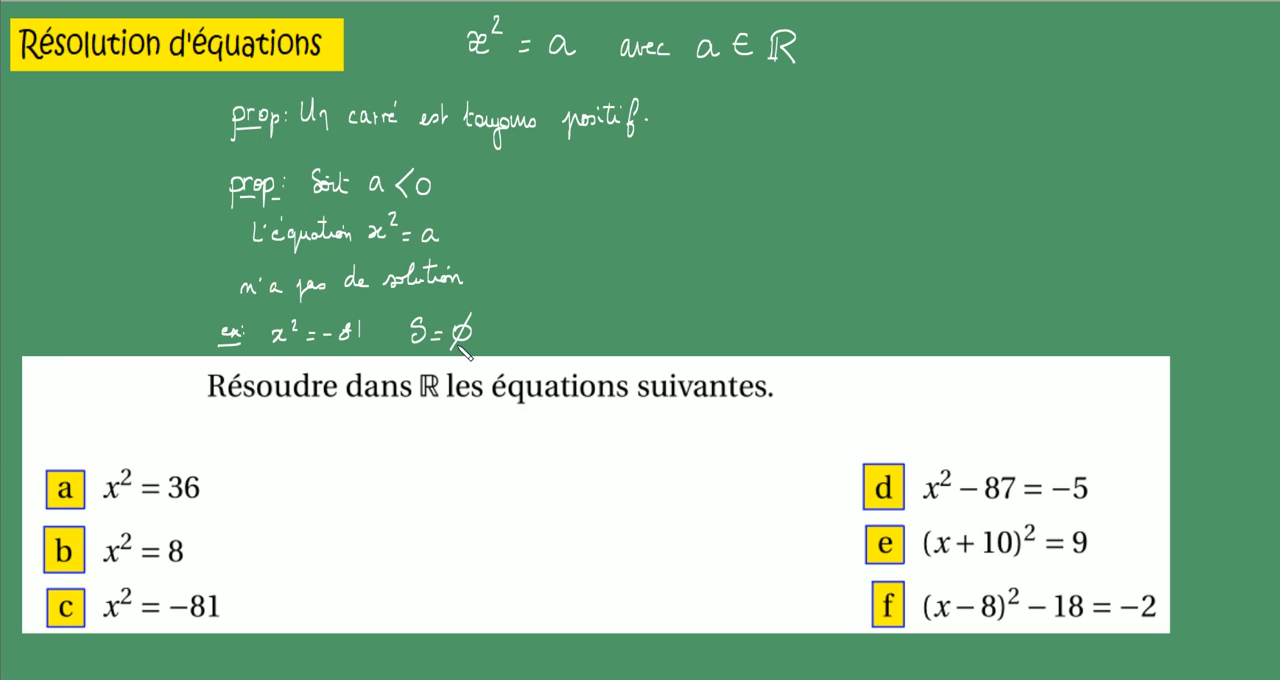 Résolution d'équations
x² = a avec a ∈ ℝ
prop: Un carré est toujours positif.
prop: Soit a < 0
L'équation x² = a
n'a pas de solution
ex: x² = -81 S = ∅
Résoudre dans ℝ les équations suivantes.
a x² = 36
b x² = 8
c x² = −81
d x² − 87 = −5
e (x + 10)² = 9
f (x − 8)² − 18 = −2